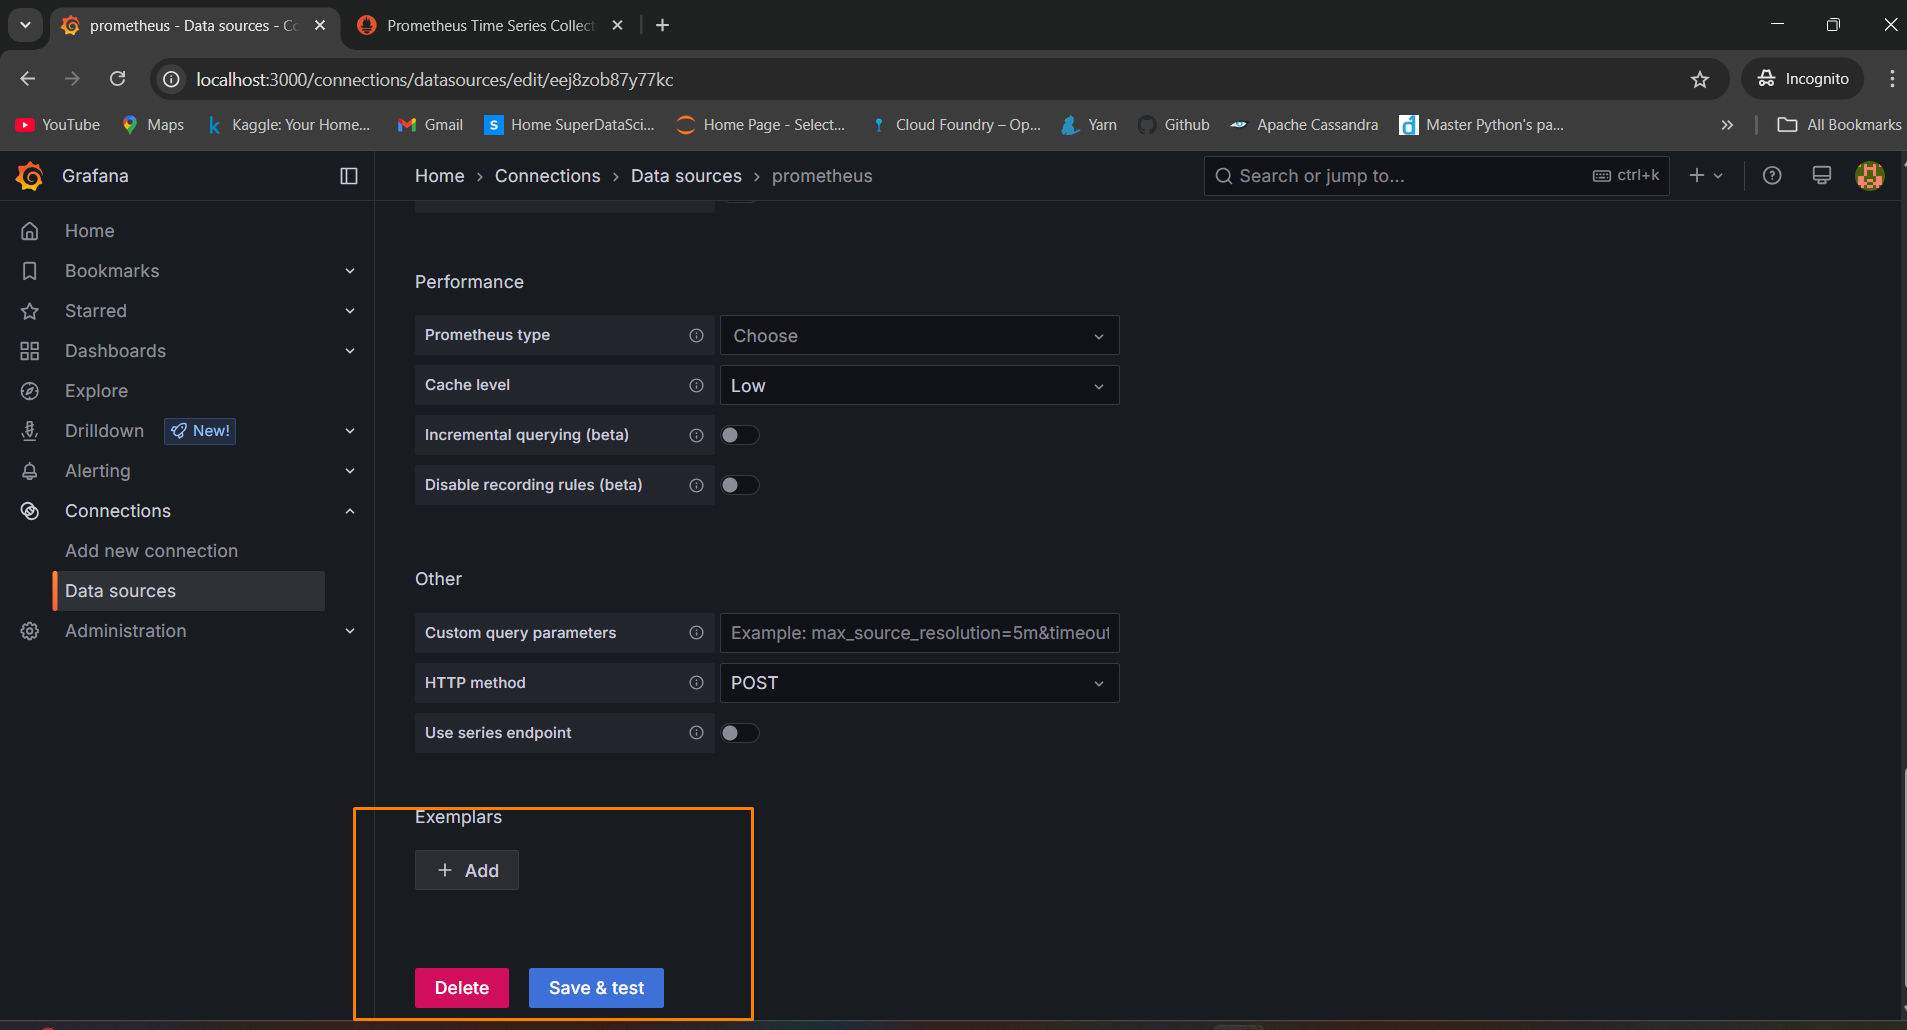 prometheus - Data sources - Co
Prometheus Time Series Collect
localhost:3000/connections/datasources/edit/eej8zob87y77kc
Incognito
YouTube
Maps
Kaggle: Your Home...
Gmail
Home SuperDataSci...
Home Page - Select...
Cloud Foundry – Op...
Yarn
Github
Apache Cassandra
Master Python's pa...
All Bookmarks
Grafana
Home › Connections › Data sources › prometheus
Search or jump to...
ctrl+k
Home
Bookmarks
Starred
Dashboards
Explore
Drilldown
New!
Alerting
Connections
Add new connection
Data sources
Administration
Performance
Prometheus type
Choose
Cache level
Low
Incremental querying (beta)
Disable recording rules (beta)
Other
Custom query parameters
Example: max_source_resolution=5m&timeout
HTTP method
POST
Use series endpoint
Exemplars
+ Add
Delete
Save & test